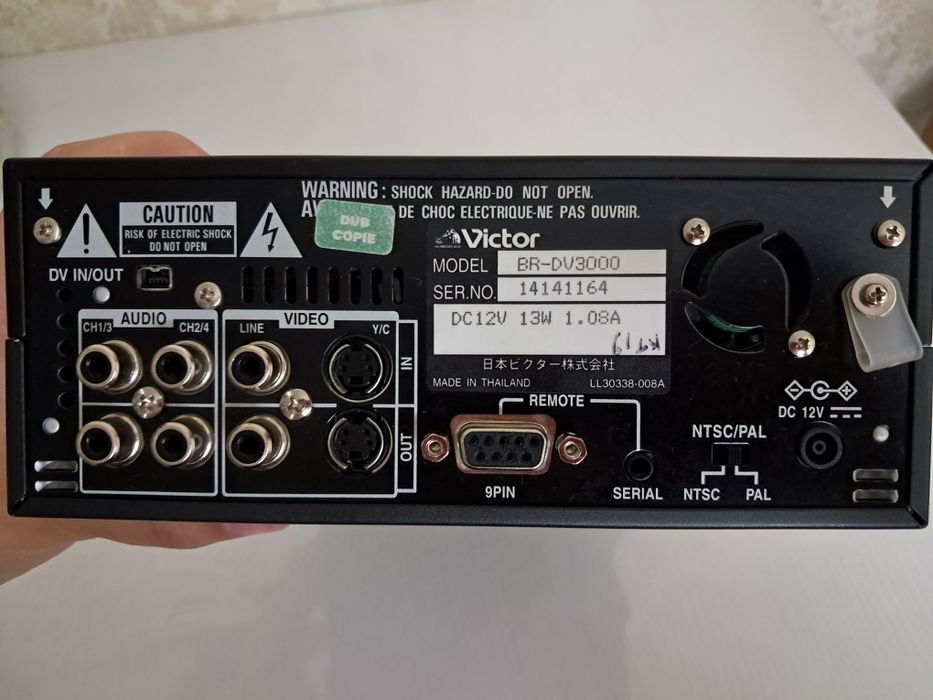 WARNING: SHOCK HAZARD-DO NOT OPEN.
DE CHOC ELECTRIQUE-NE PAS OUVRIR.
CAUTION
RISK OF ELECTRIC SHOCK
DO NOT OPEN
DUB
COPIE
Victor
MODEL BR-DV3000
SER.NO. 14141164
DC12V 13W 1.08A
日本ビクター株式会社
MADE IN THAILAND LL30338-008A
DV IN/OUT
AUDIO
CH1/3 CH2/4
VIDEO
LINE Y/C
IN
OUT
REMOTE
9PIN
SERIAL
NTSC/PAL
NTSC PAL
DC 12V